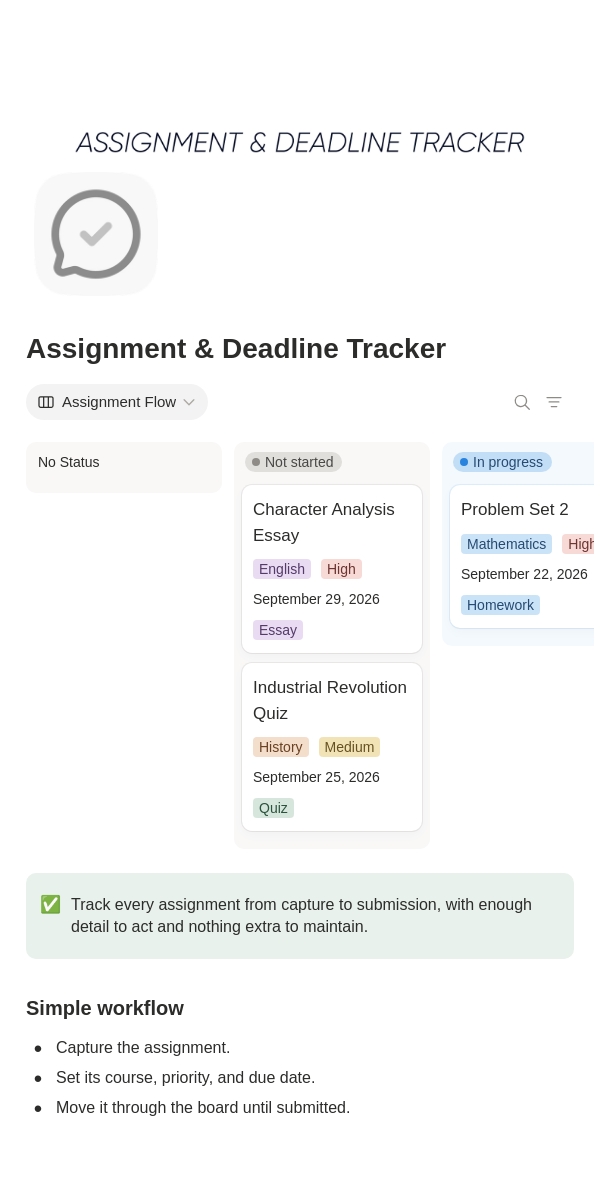 ASSIGNMENT & DEADLINE TRACKER
Assignment & Deadline Tracker
Assignment Flow
No Status
Not started
Character Analysis
Essay
English High
September 29, 2026
Essay
Industrial Revolution
Quiz
History Medium
September 25, 2026
Quiz
In progress
Problem Set 2
Mathematics High
September 22, 2026
Homework
✅ Track every assignment from capture to submission, with enough
detail to act and nothing extra to maintain.
Simple workflow
• Capture the assignment.
• Set its course, priority, and due date.
• Move it through the board until submitted.